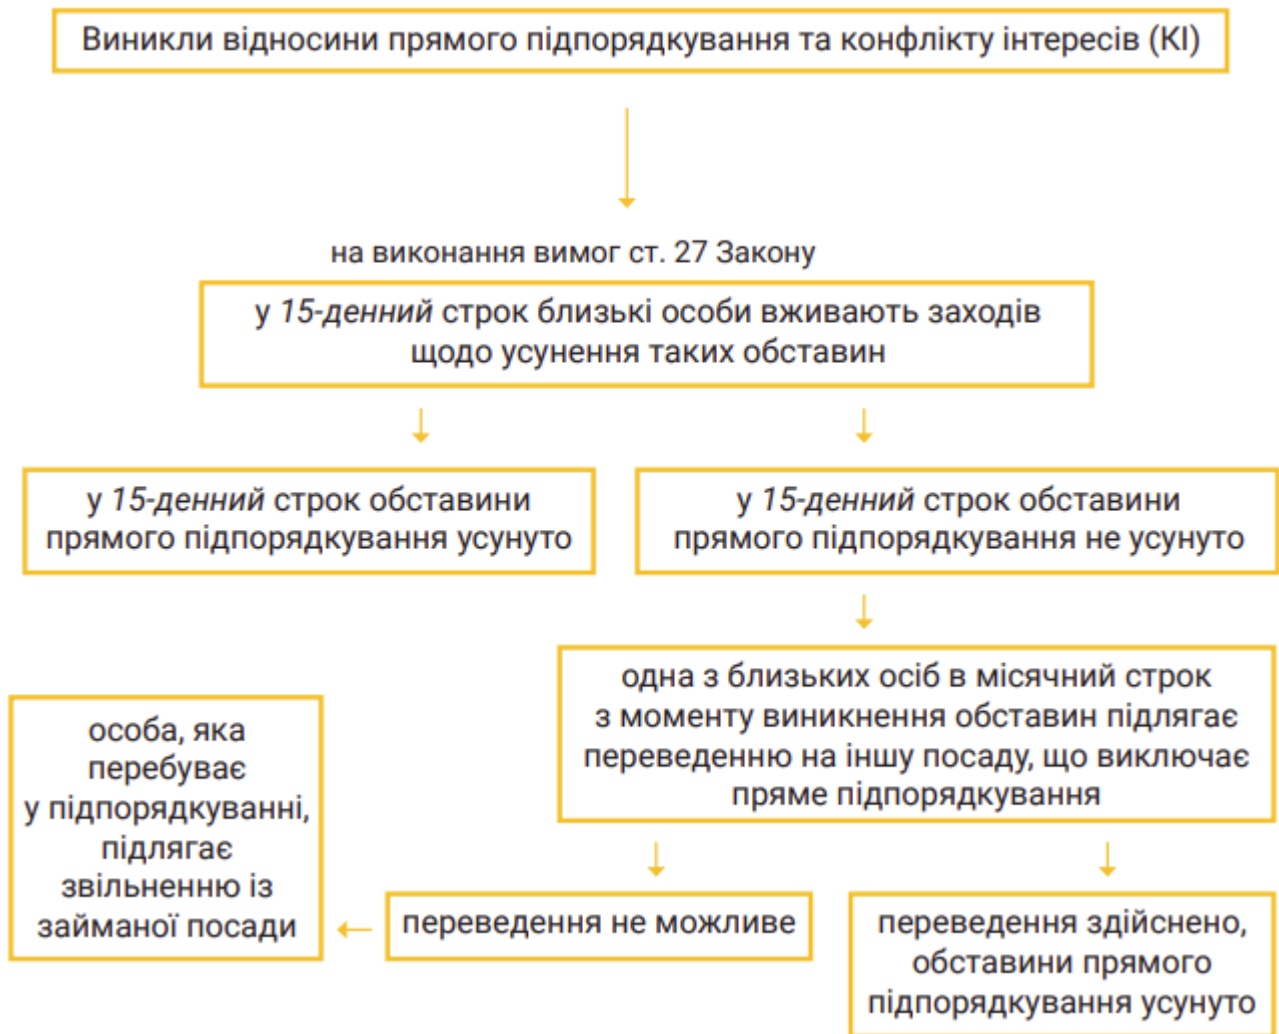 Виникли відносини прямого підпорядкування та конфлікту інтересів (КІ)
на виконання вимог ст. 27 Закону
у 15-денний строк близькі особи вживають заходів
щодо усунення таких обставин
у 15-денний строк обставини
прямого підпорядкування усунуто
у 15-денний строк обставини
прямого підпорядкування не усунуто
одна з близьких осіб в місячний строк
з моменту виникнення обставин підлягає
переведенню на іншу посаду, що виключає
пряме підпорядкування
особа, яка
перебуває
у підпорядкуванні,
підлягає
звільненню із
займаної посади
переведення не можливе
переведення здійснено,
обставини прямого
підпорядкування усунуто